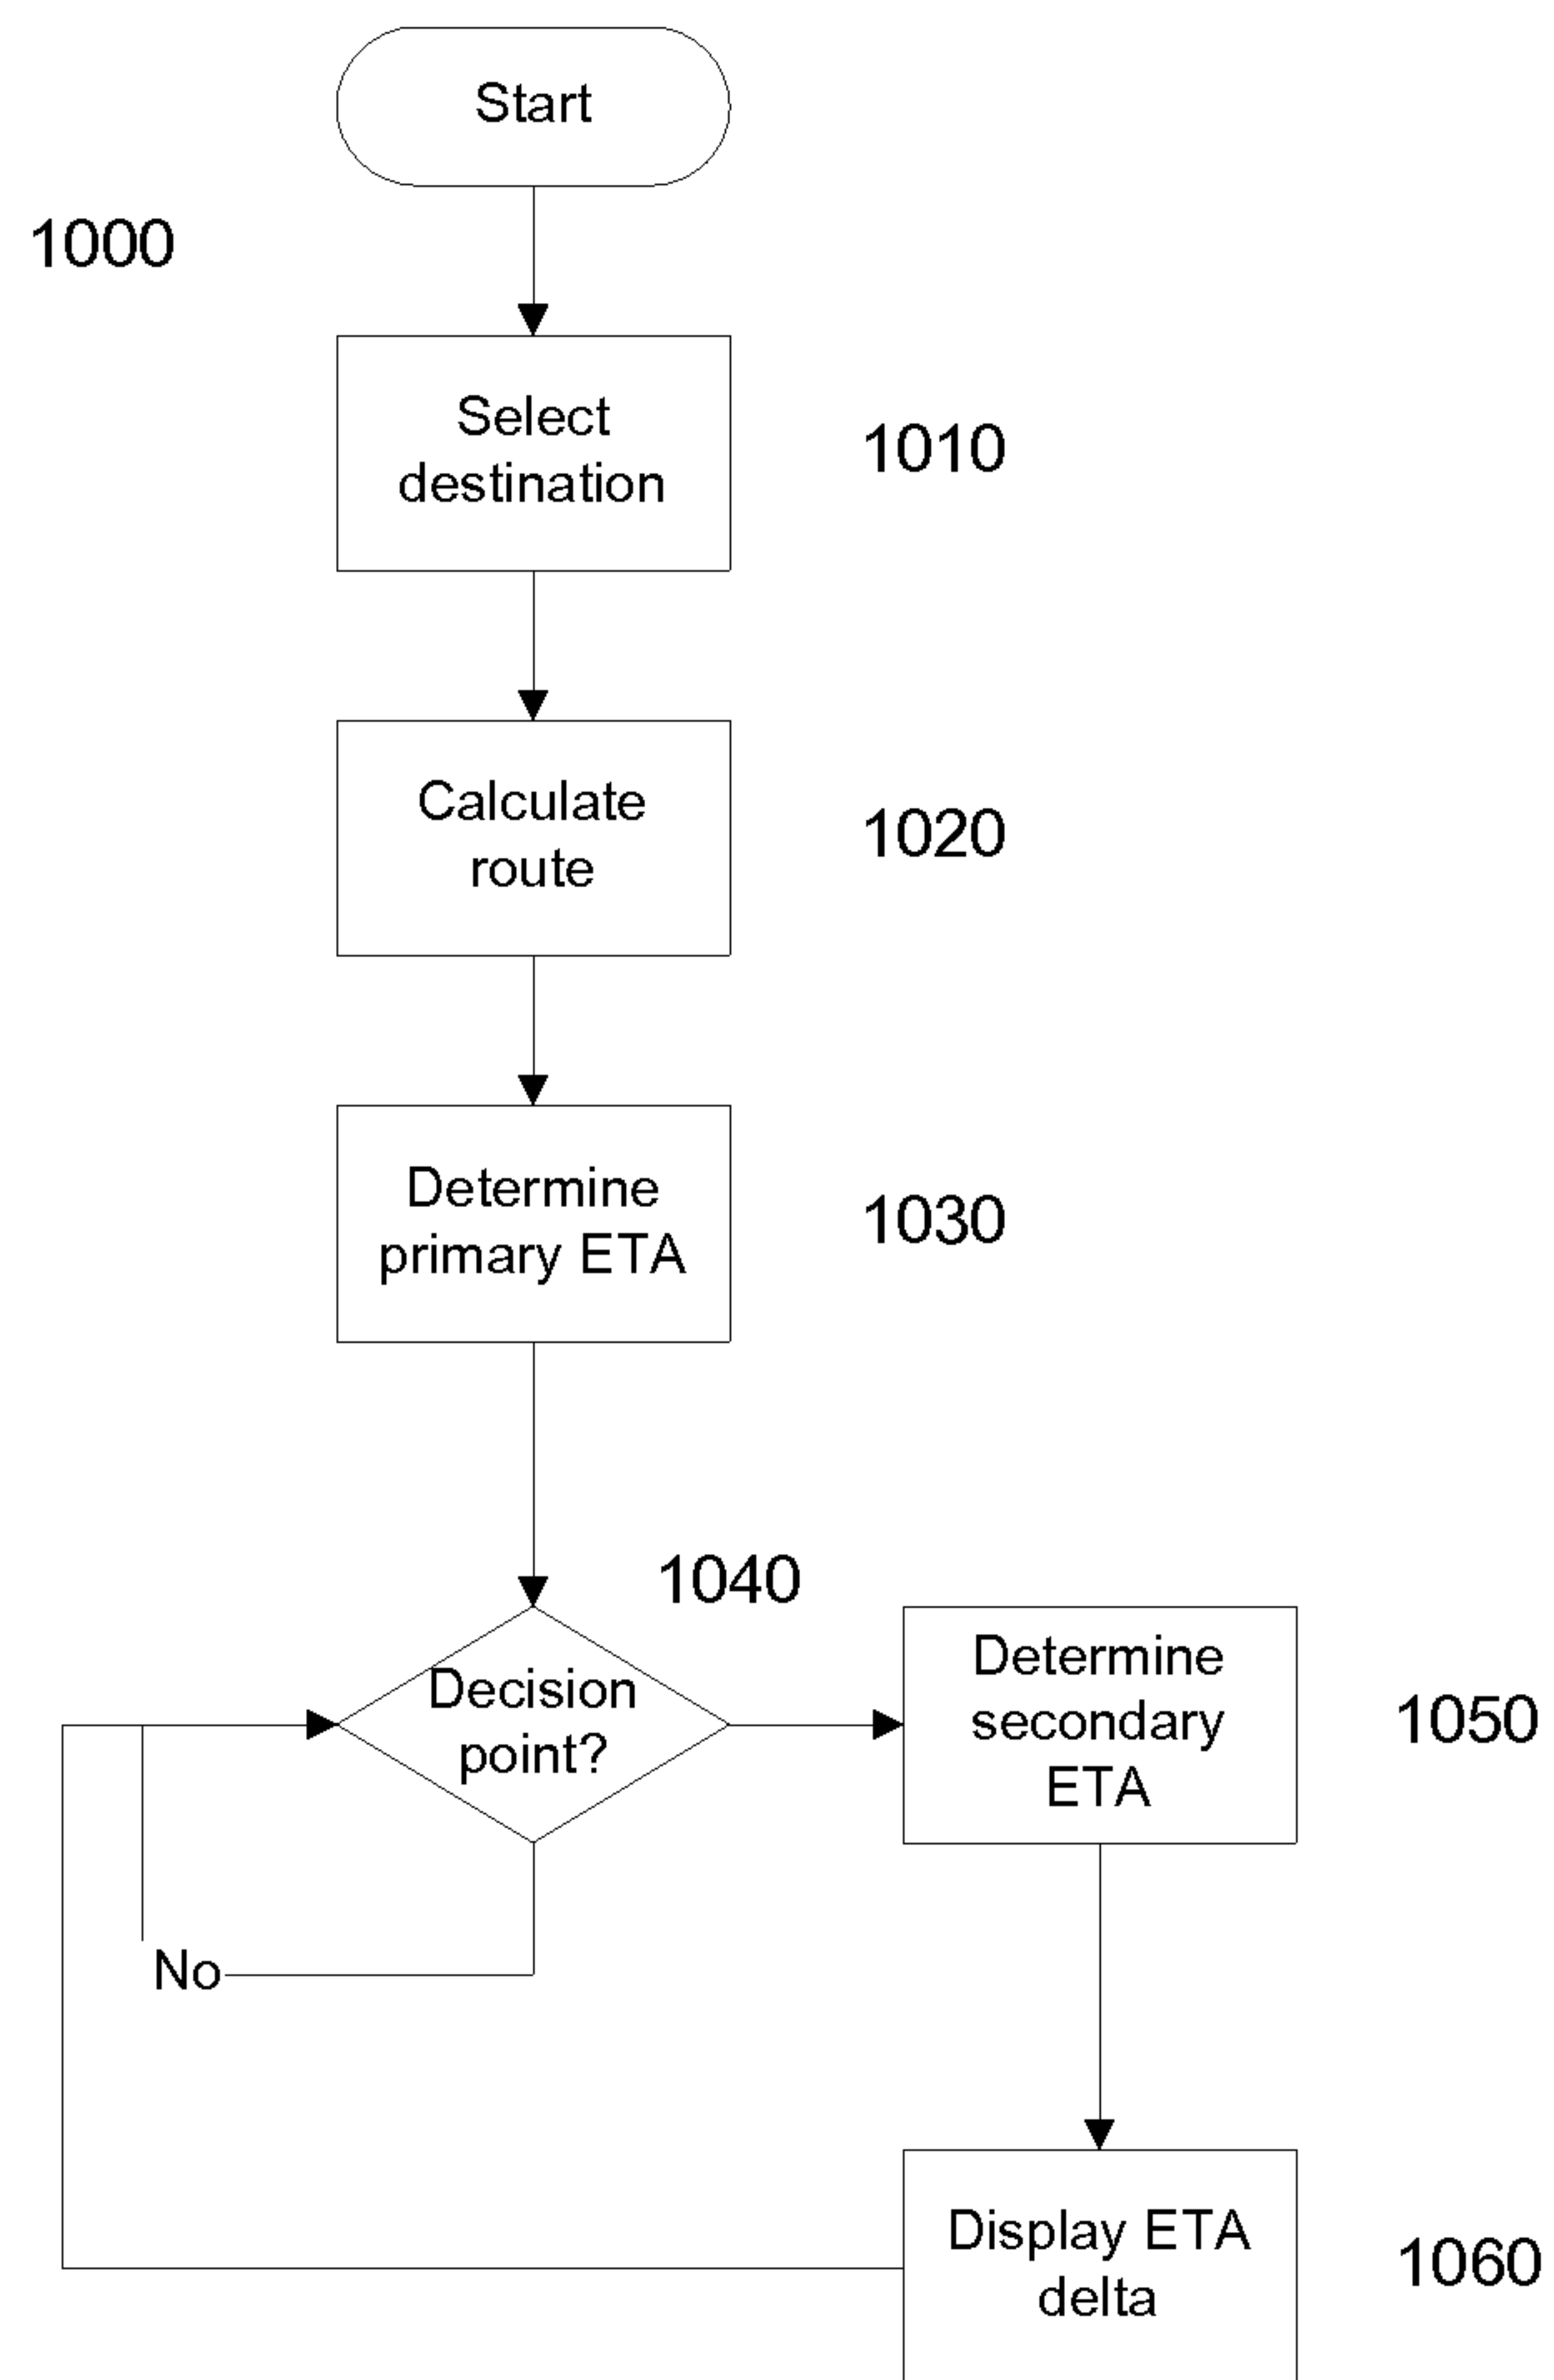 Start
1000
Select
destination
1010
Calculate
route
1020
Determine
primary ETA
1030
1040
Decision
point?
Determine
secondary
ETA
1050
No
Display ETA
delta
1060